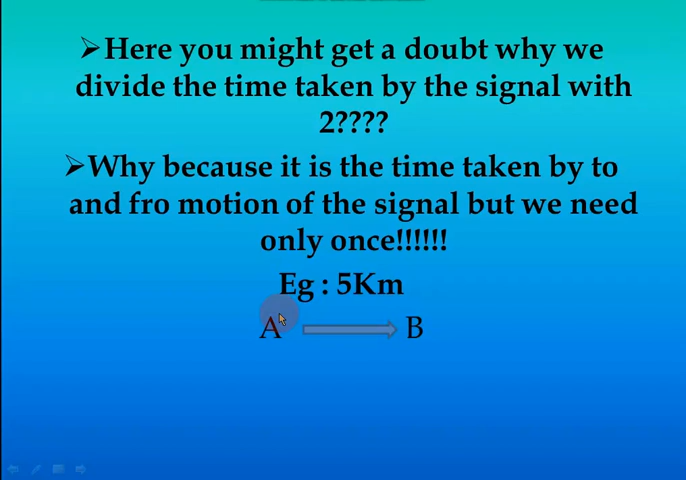 ➢Here you might get a doubt why we
divide the time taken by the signal with
2????
➢Why because it is the time taken by to
and fro motion of the signal but we need
only once!!!!!!
Eg : 5Km
A B